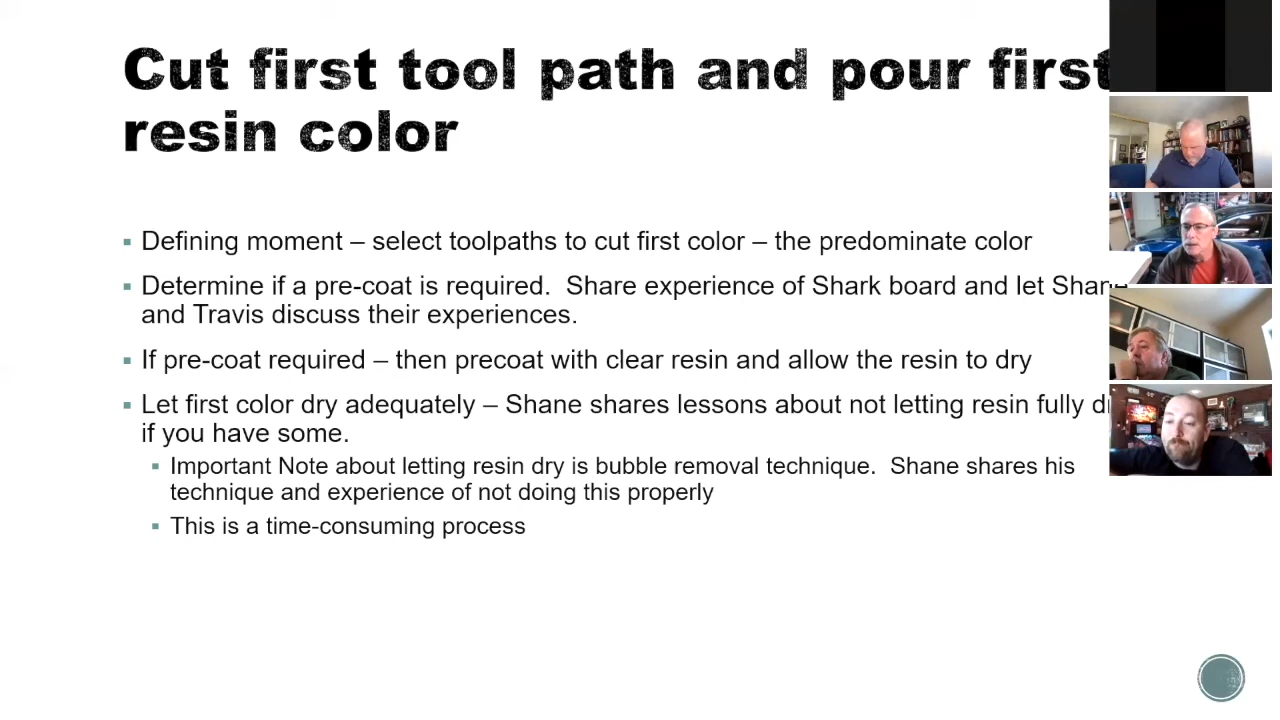 Cut first tool path and pour first
resin color
▪ Defining moment – select toolpaths to cut first color – the predominate color
▪ Determine if a pre-coat is required.  Share experience of Shark board and let Shane
and Travis discuss their experiences.
▪ If pre-coat required – then precoat with clear resin and allow the resin to dry
▪ Let first color dry adequately – Shane shares lessons about not letting resin fully
if you have some.
▪ Important Note about letting resin dry is bubble removal technique.  Shane shares his
technique and experience of not doing this properly
▪ This is a time-consuming process